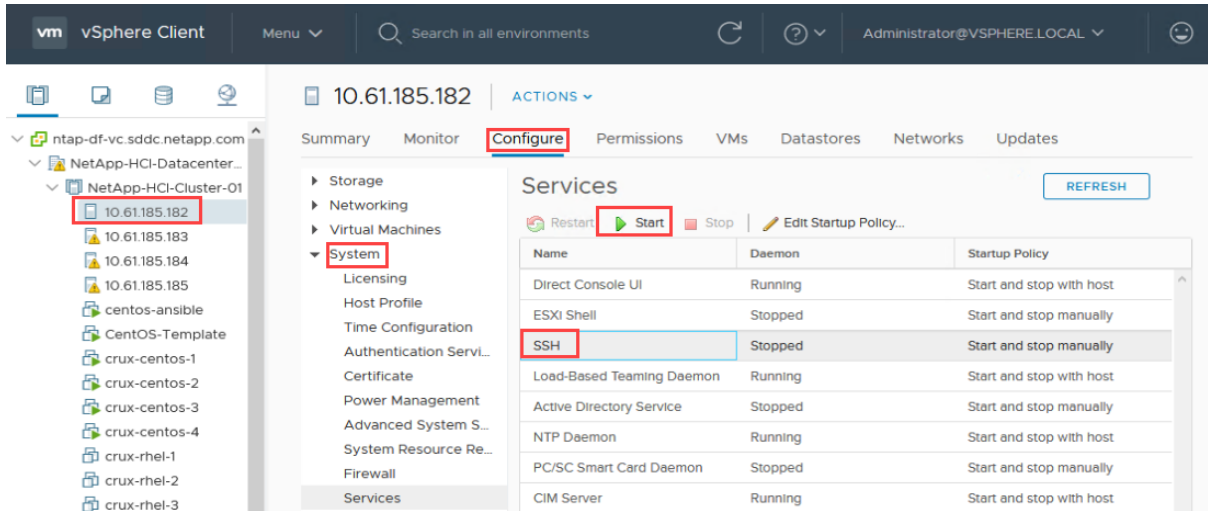 vm vSphere Client Menu Search in all environments Administrator@VSPHERE.LOCAL
10.61.185.182 ACTIONS
Summary Monitor Configure Permissions VMs Datastores Networks Updates
ntap-df-vc.sddc.netapp.com
NetApp-HCI-Datacenter...
NetApp-HCI-Cluster-01
10.61.185.182
10.61.185.183
10.61.185.184
10.61.185.185
centos-ansible
CentOS-Template
crux-centos-1
crux-centos-2
crux-centos-3
crux-centos-4
crux-rhel-1
crux-rhel-2
crux-rhel-3
Storage
Networking
Virtual Machines
System
Licensing
Host Profile
Time Configuration
Authentication Servi...
Certificate
Power Management
Advanced System S...
System Resource Re...
Firewall
Services
Services
REFRESH
Restart Start Stop Edit Startup Policy...
Name Daemon Startup Policy
Direct Console UI Running Start and stop with host
ESXi Shell Stopped Start and stop manually
SSH Stopped Start and stop manually
Load-Based Teaming Daemon Running Start and stop with host
Active Directory Service Stopped Start and stop manually
NTP Daemon Running Start and stop with host
PC/SC Smart Card Daemon Stopped Start and stop manually
CIM Server Running Start and stop with host